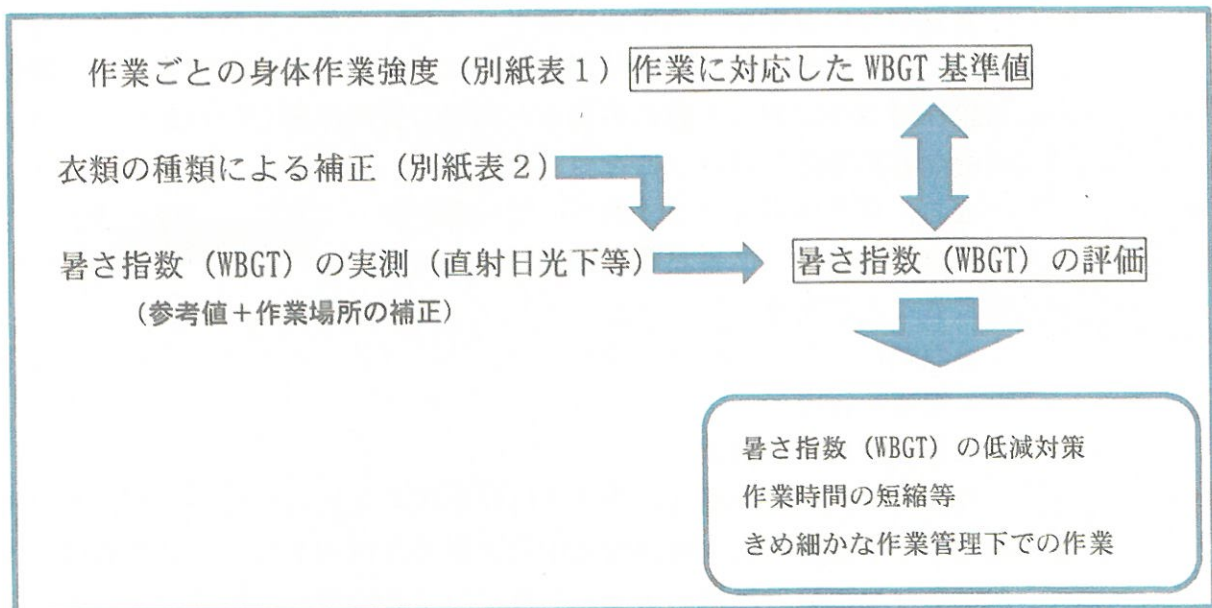 作業ごとの身体作業強度（別紙表１）作業に対応した WBGT 基準値
衣類の種類による補正（別紙表２）
暑さ指数（WBGT）の実測（直射日光下等）
暑さ指数（WBGT）の評価
（参考値＋作業場所の補正）
暑さ指数（WBGT）の低減対策
作業時間の短縮等
きめ細かな作業管理下での作業